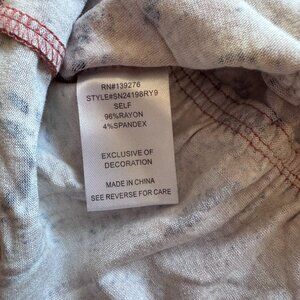 RN#139276
STYLE#SN24198RY9
SELF
96%RAYON
4%SPANDEX
EXCLUSIVE OF
DECORATION
MADE IN CHINA
SEE REVERSE FOR CARE